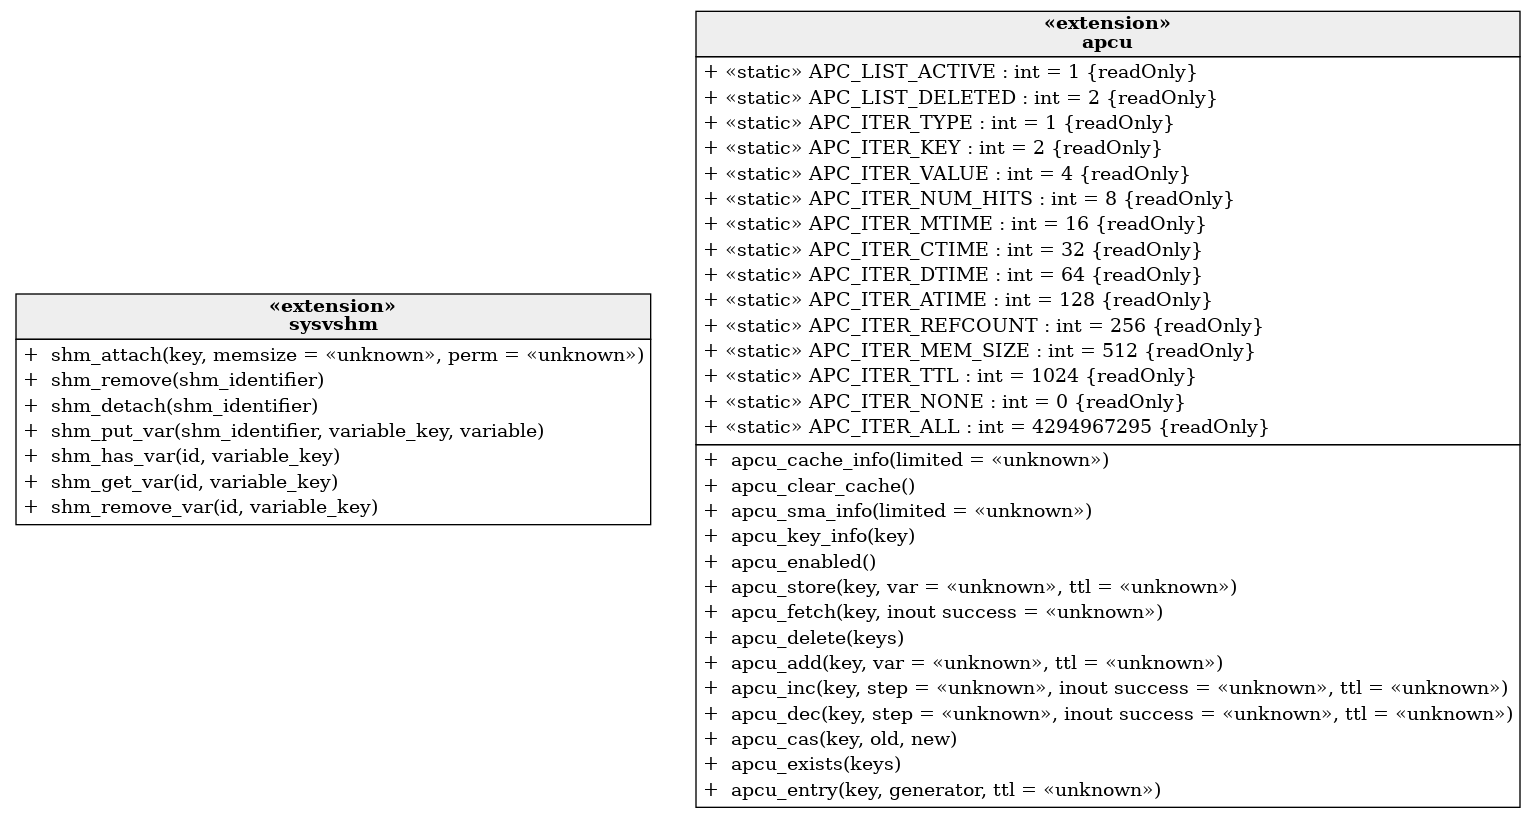 «extension»
sysvshm
+ shm_attach(key, memsize = «unknown», perm = «unknown»)
+ shm_remove(shm_identifier)
+ shm_detach(shm_identifier)
+ shm_put_var(shm_identifier, variable_key, variable)
+ shm_has_var(id, variable_key)
+ shm_get_var(id, variable_key)
+ shm_remove_var(id, variable_key)
«extension»
apcu
+ «static» APC_LIST_ACTIVE : int = 1 {readOnly}
+ «static» APC_LIST_DELETED : int = 2 {readOnly}
+ «static» APC_ITER_TYPE : int = 1 {readOnly}
+ «static» APC_ITER_KEY : int = 2 {readOnly}
+ «static» APC_ITER_VALUE : int = 4 {readOnly}
+ «static» APC_ITER_NUM_HITS : int = 8 {readOnly}
+ «static» APC_ITER_MTIME : int = 16 {readOnly}
+ «static» APC_ITER_CTIME : int = 32 {readOnly}
+ «static» APC_ITER_DTIME : int = 64 {readOnly}
+ «static» APC_ITER_ATIME : int = 128 {readOnly}
+ «static» APC_ITER_REFCOUNT : int = 256 {readOnly}
+ «static» APC_ITER_MEM_SIZE : int = 512 {readOnly}
+ «static» APC_ITER_TTL : int = 1024 {readOnly}
+ «static» APC_ITER_NONE : int = 0 {readOnly}
+ «static» APC_ITER_ALL : int = 4294967295 {readOnly}
+ apcu_cache_info(limited = «unknown»)
+ apcu_clear_cache()
+ apcu_sma_info(limited = «unknown»)
+ apcu_key_info(key)
+ apcu_enabled()
+ apcu_store(key, var = «unknown», ttl = «unknown»)
+ apcu_fetch(key, inout success = «unknown»)
+ apcu_delete(keys)
+ apcu_add(key, var = «unknown», ttl = «unknown»)
+ apcu_inc(key, step = «unknown», inout success = «unknown», ttl = «unknown»)
+ apcu_dec(key, step = «unknown», inout success = «unknown», ttl = «unknown»)
+ apcu_cas(key, old, new)
+ apcu_exists(keys)
+ apcu_entry(key, generator, ttl = «unknown»)